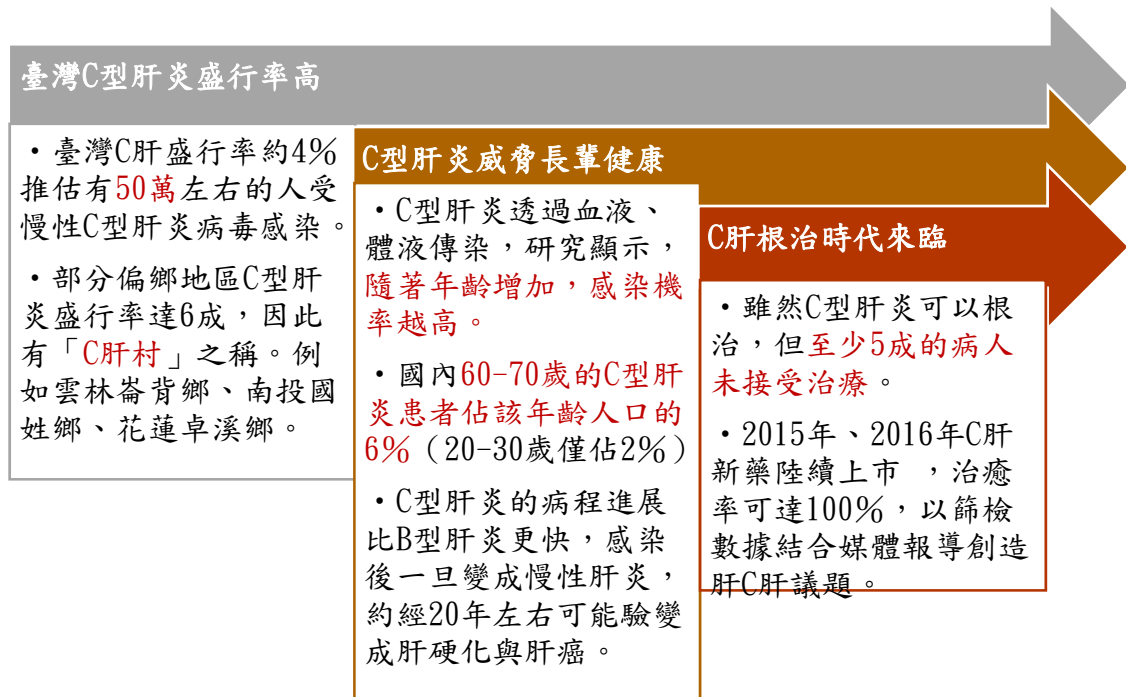 臺灣C型肝炎盛行率高
・臺灣C肝盛行率約4%
推估有50萬左右的人受
慢性C型肝炎病毒感染。
・部分偏鄉地區C型肝
炎盛行率達6成，因此
有「C肝村」之稱。例
如雲林崙背鄉、南投國
姓鄉、花蓮卓溪鄉。
C型肝炎威脅長輩健康
・C型肝炎透過血液、
體液傳染，研究顯示，
隨著年齡增加，感染機
率越高。
・國內60-70歲的C型肝
炎患者佔該年齡人口的
6%（20-30歲僅佔2%）
・C型肝炎的病程進展
比B型肝炎更快，感染
後一旦變成慢性肝炎，
約經20年左右可能驗變
成肝硬化與肝癌。
C肝根治時代來臨
・雖然C型肝炎可以根
治，但至少5成的病人
未接受治療。
・2015年、2016年C肝
新藥陸續上市 ，治癒
率可達100%，以篩檢
數據結合媒體報導創造
肝C肝議題。